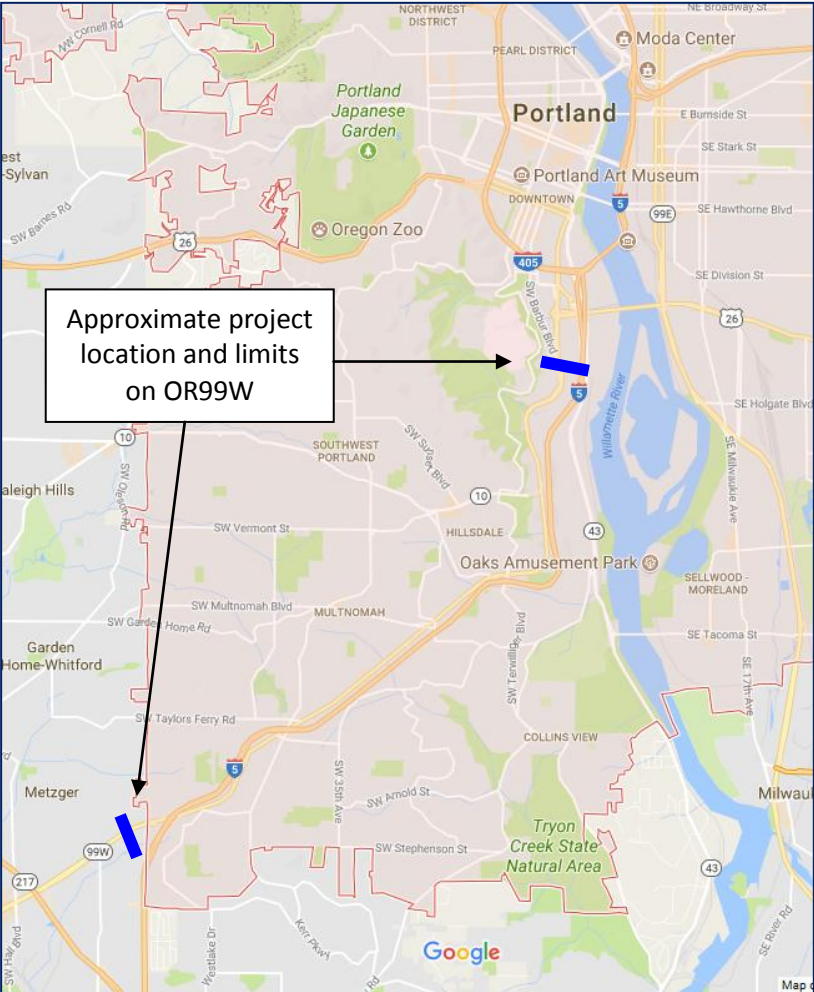 NORTHWEST
DISTRICT
NE Broadway St
NW Cornell Rd
Moda Center
PEARL DISTRICT
Portland
Japanese
Garden
Portland
E Burnside St
SE Stark St
est
-Sylvan
Portland Art Museum
DOWNTOWN
5
99E
SE Hawthorne Blvd
SW Barnes Rd
Oregon Zoo
26
405
SE Division St
SW Barbur Blvd
26
Approximate project
location and limits
on OR99W
5
Willamette River
SE Holgate Blvd
10
SW Oleson Rd
SOUTHWEST
PORTLAND
SW Sunset Blvd
SE Milwaukie Ave
aleigh Hills
10
SW Vermont St
HILLSDALE
43
Oaks Amusement Park
SELLWOOD -
MORELAND
SW Multnomah Blvd
MULTNOMAH
SW Garden Home Rd
SW Terwilliger Blvd
SE Tacoma St
Garden
Home-Whitford
SE 17th Ave
SW Taylors Ferry Rd
COLLINS VIEW
5
Metzger
SW 35th Ave
SW Arnold St
Milwauk
Tryon
Creek State
Natural Area
99W
SW Stephenson St
43
217
SW Hall Blvd
Westlake Dr
Kerr Pkwy
Rd
Google
SE River Rd
Map